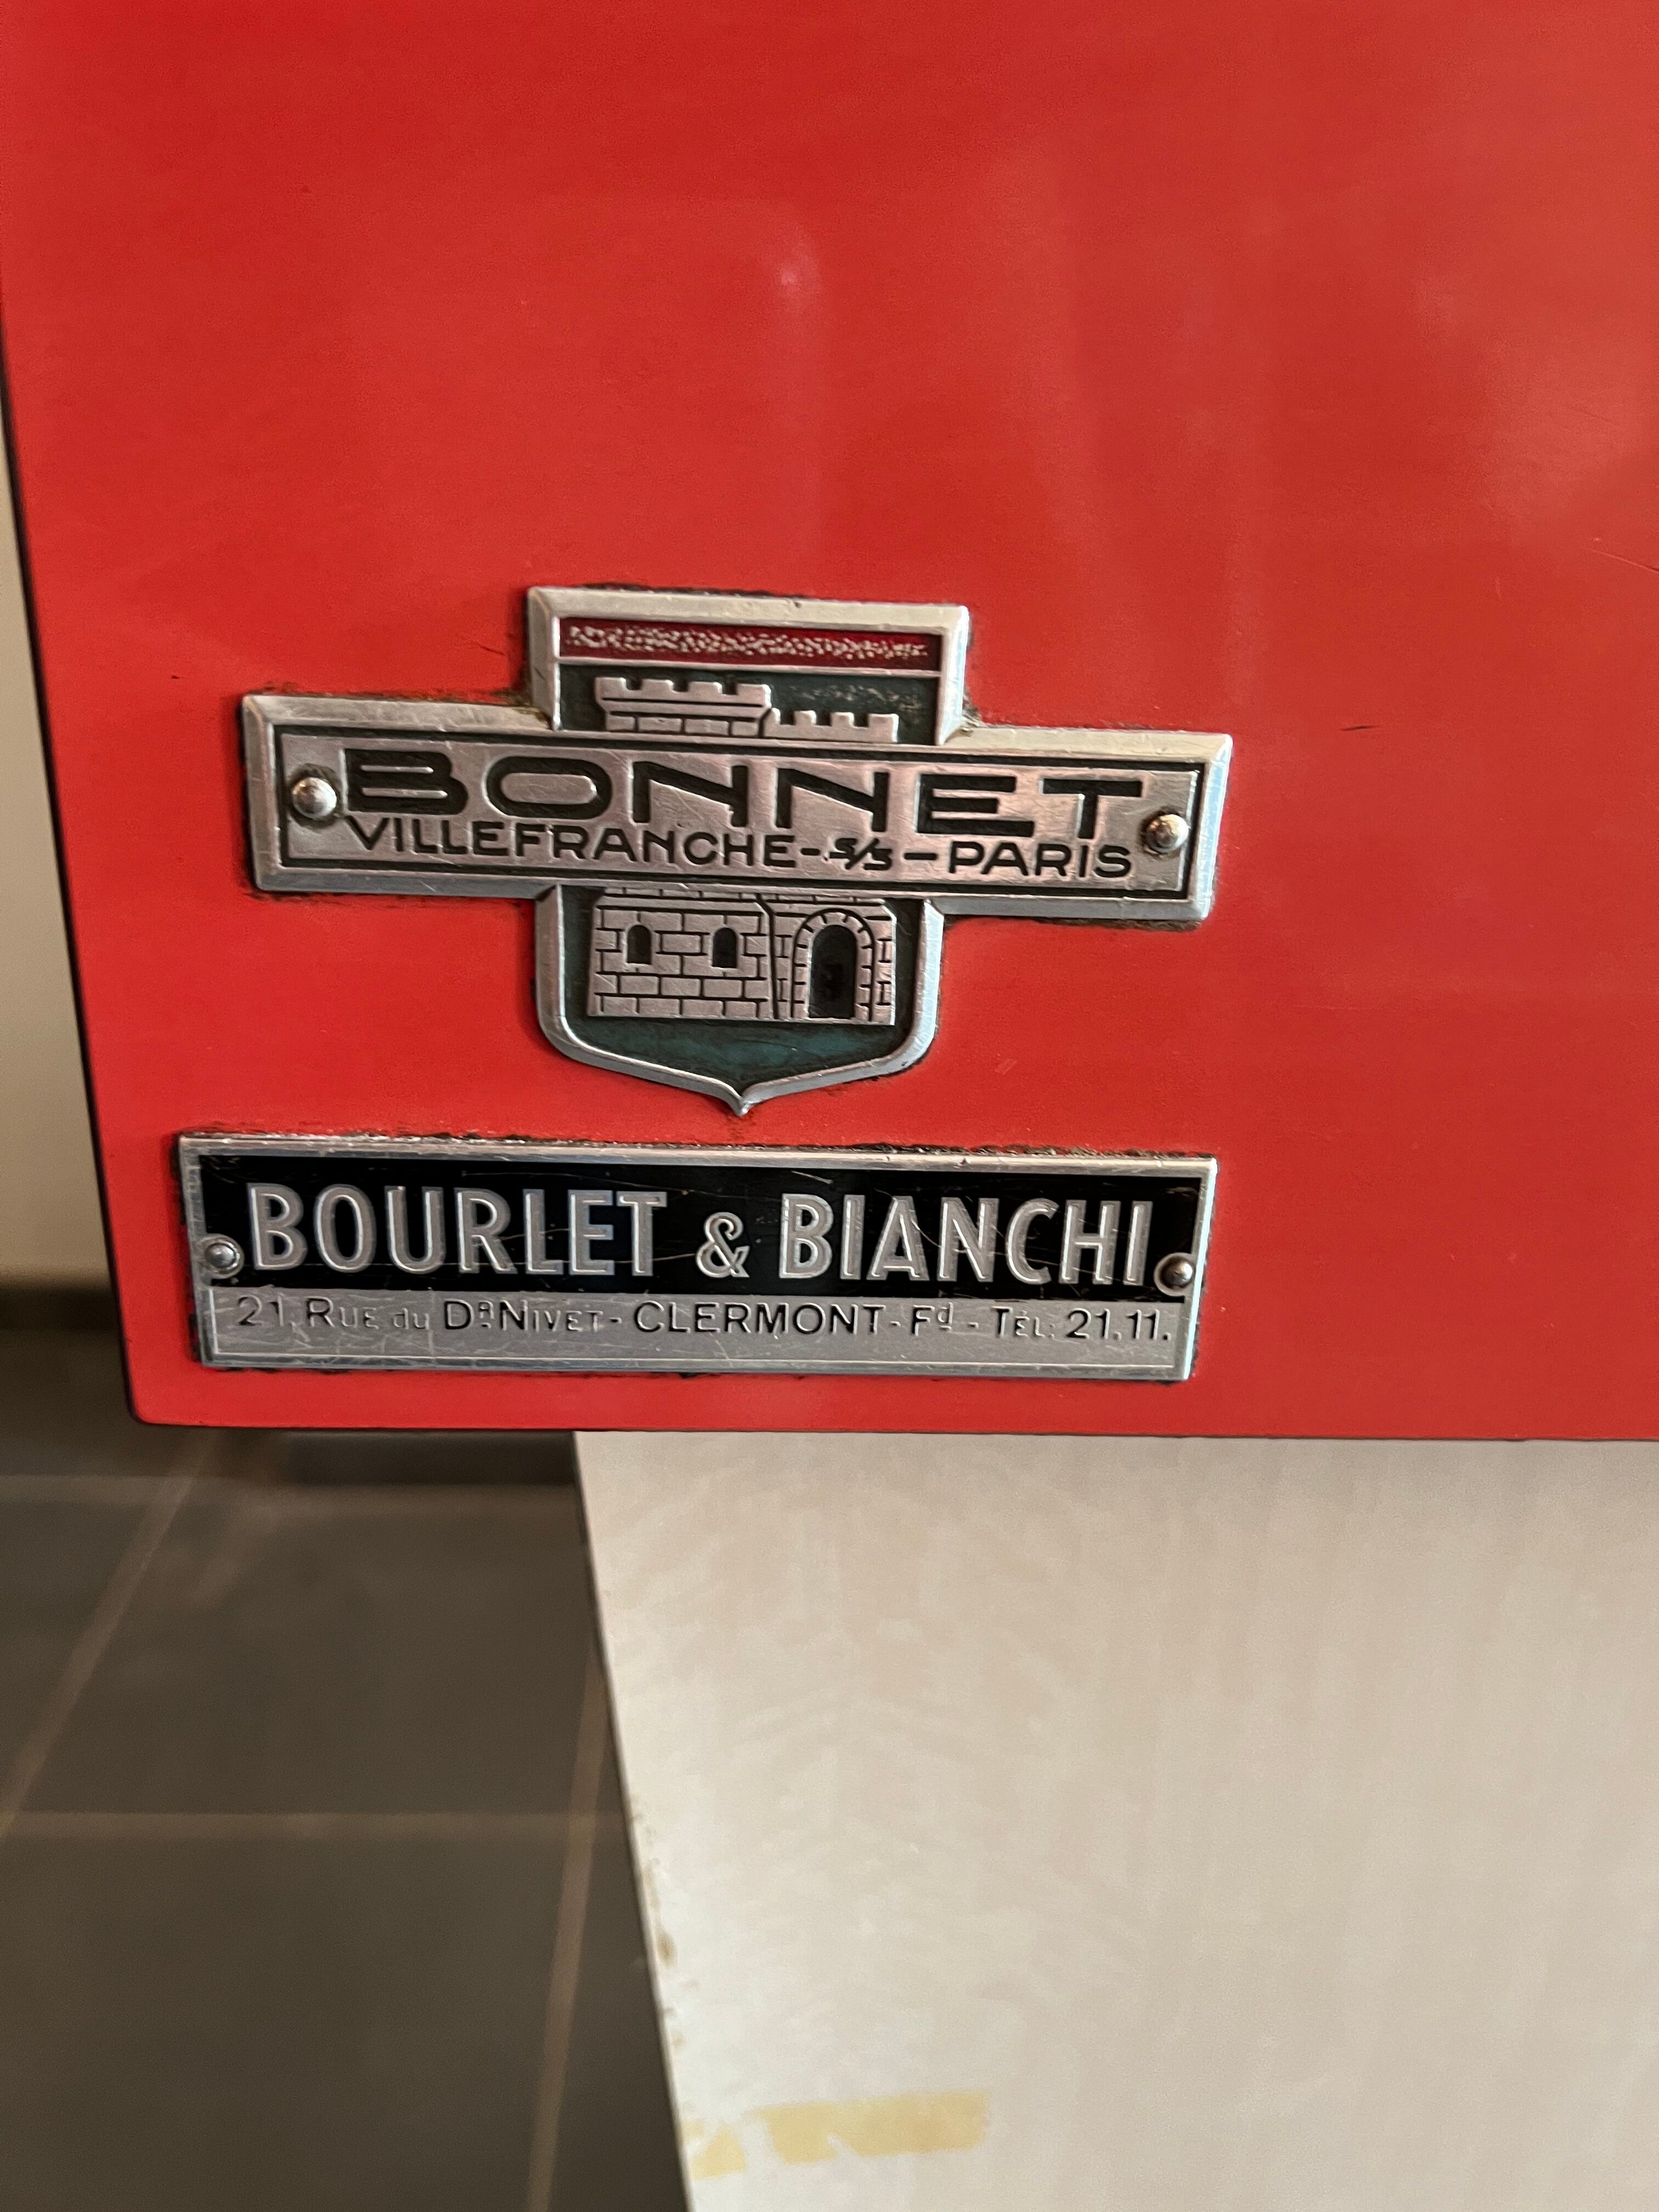 BONNET
VILLEFRANCHE-S/S-PARIS
BOURLET & BIANCHI
21, RUE du DR NIVET - CLERMONT-Fd - TÉL: 21.11.